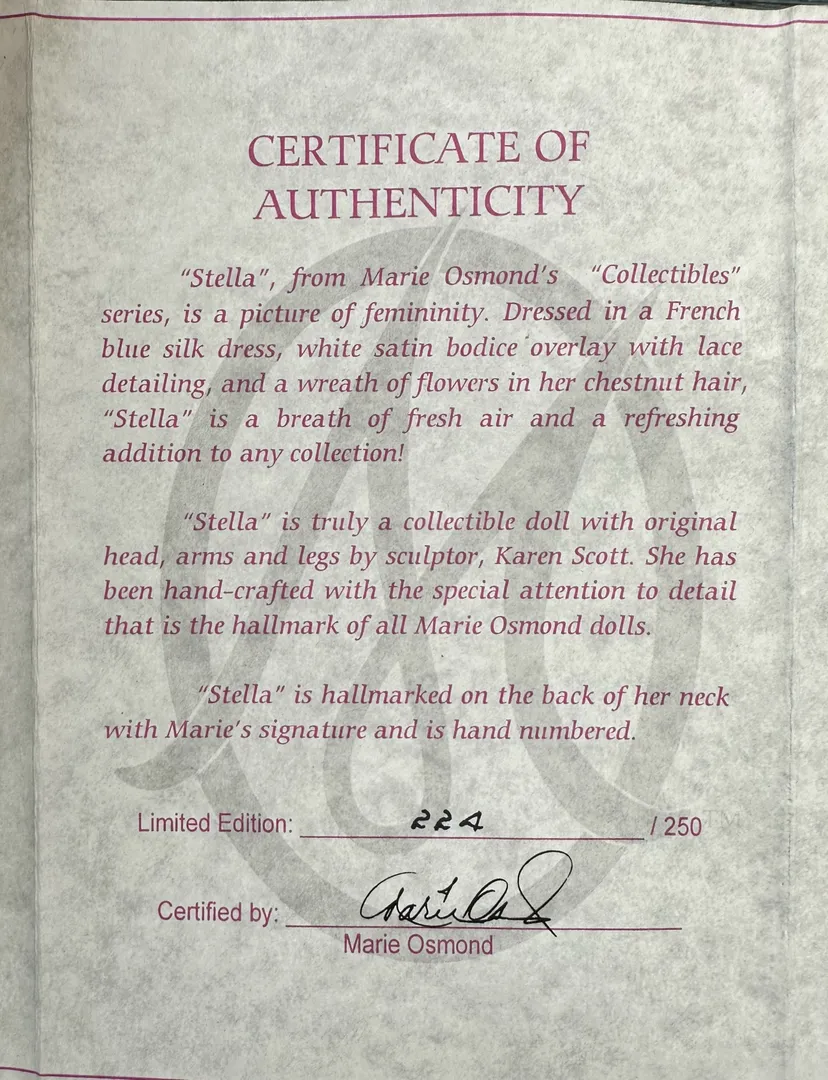 CERTIFICATE OF
AUTHENTICITY
“Stella”, from Marie Osmond’s “Collectibles”
series, is a picture of femininity. Dressed in a French
blue silk dress, white satin bodice overlay with lace
detailing, and a wreath of flowers in her chestnut hair,
“Stella” is a breath of fresh air and a refreshing
addition to any collection!
“Stella” is truly a collectible doll with original
head, arms and legs by sculptor, Karen Scott. She has
been hand-crafted with the special attention to detail
that is the hallmark of all Marie Osmond dolls.
“Stella” is hallmarked on the back of her neck
with Marie’s signature and is hand numbered.
Limited Edition: 224 / 250
Certified by: Marie Osmond
Marie Osmond